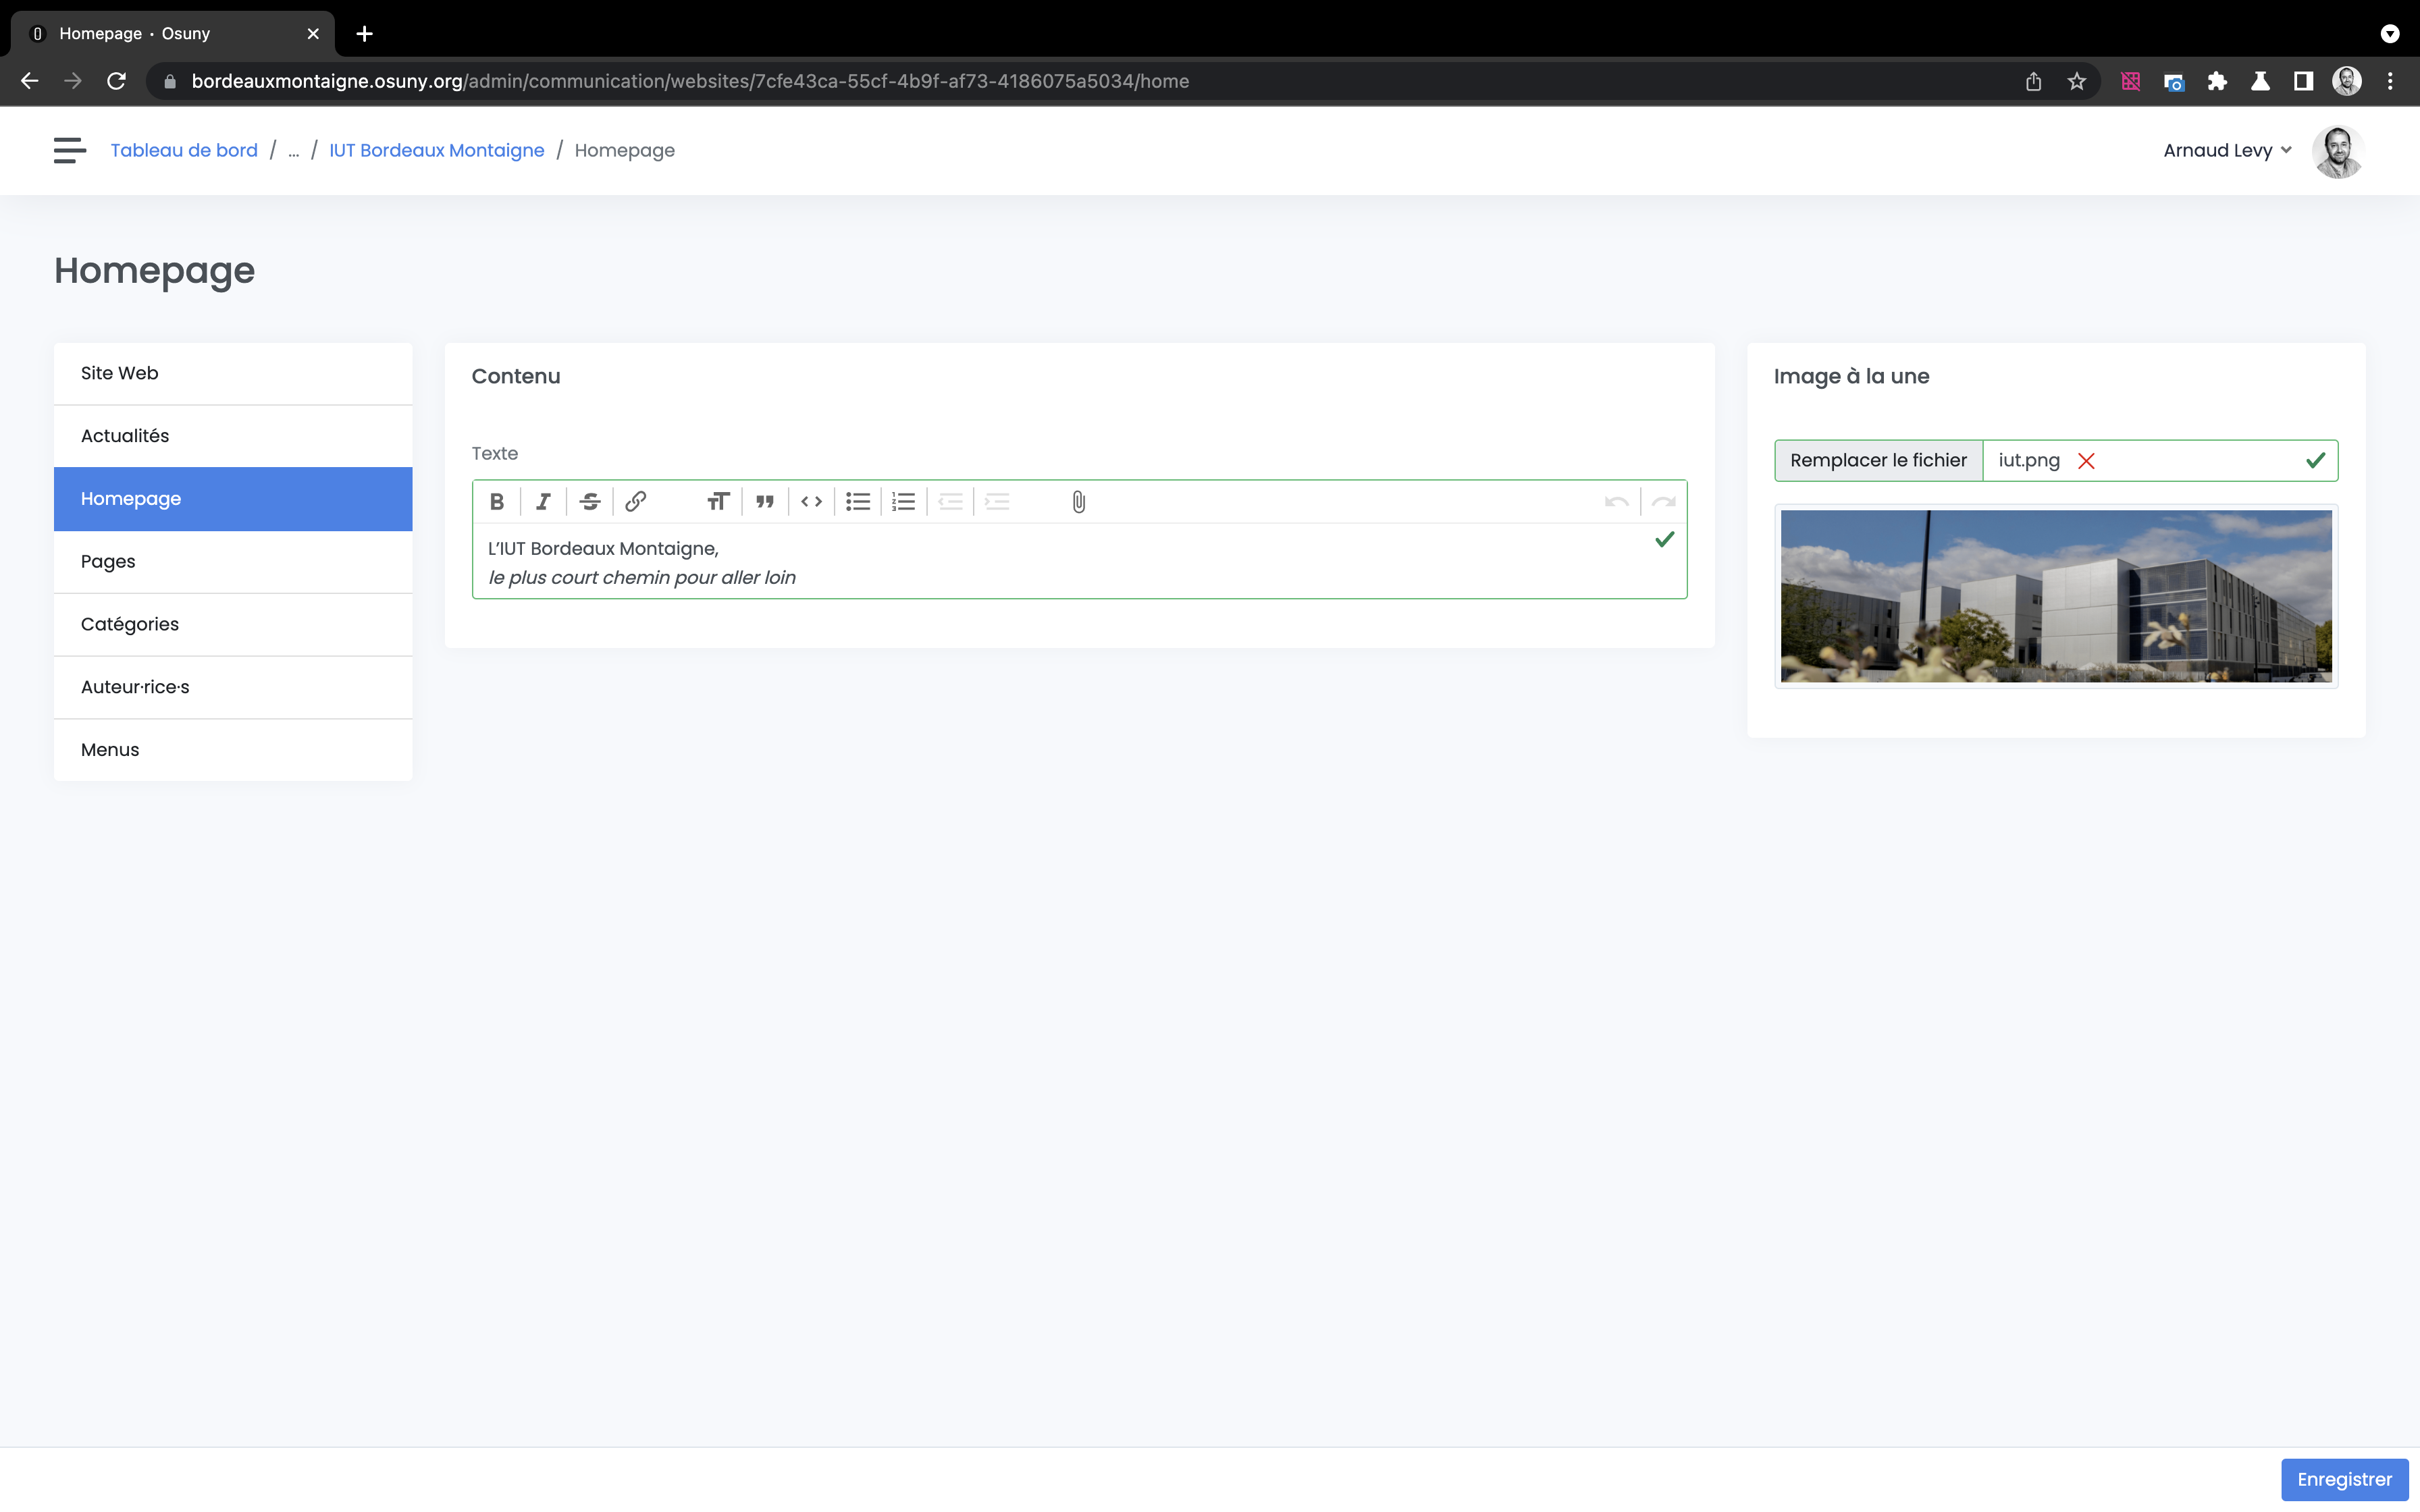 Homepage · Osuny
bordeauxmontaigne.osuny.org/admin/communication/websites/7cfe43ca-55cf-4b9f-af73-4186075a5034/home
Tableau de bord / ... / IUT Bordeaux Montaigne / Homepage
Arnaud Levy
Homepage
Site Web
Actualités
Homepage
Pages
Catégories
Auteur·rice·s
Menus
Contenu
Texte
L’IUT Bordeaux Montaigne,
le plus court chemin pour aller loin
Image à la une
Remplacer le fichier iut.png
Enregistrer